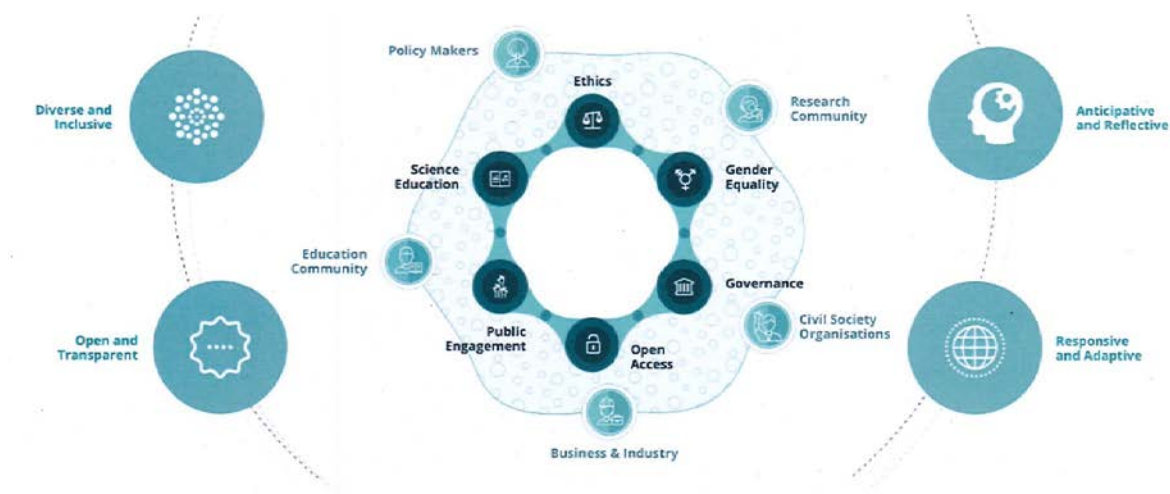 Policy Makers
Ethics
Research
Community
Diverse and
Inclusive
Anticipative
and Reflective
Science
Education
Gender
Equality
Education
Community
Governance
Public
Engagement
Open
Access
Civil Society
Organisations
Open and
Transparent
Responsive
and Adaptive
Business & Industry